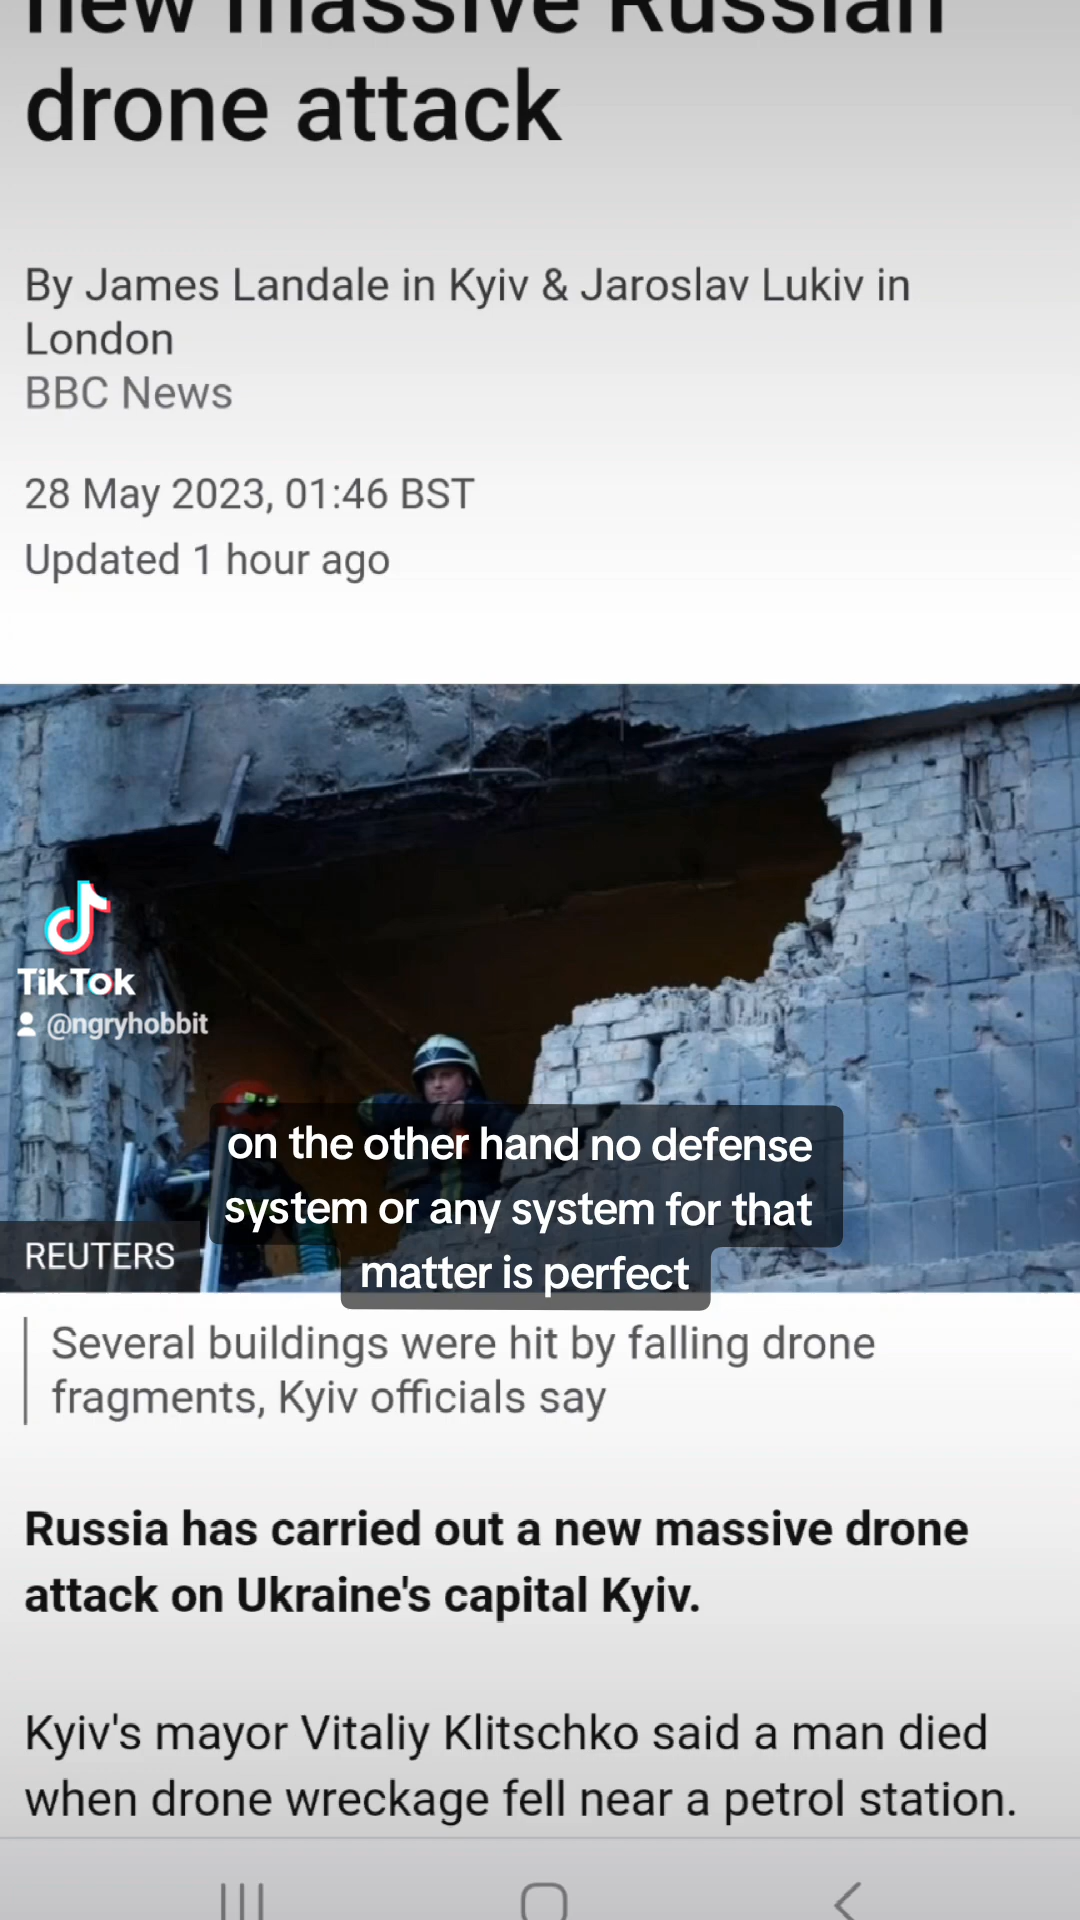 new massive Russian
drone attack
By James Landale in Kyiv & Jaroslav Lukiv in
London
BBC News
28 May 2023, 01:46 BST
Updated 1 hour ago
TikTok
@ngryhobbit
on the other hand no defense
system or any system for that
matter is perfect
REUTERS
Several buildings were hit by falling drone
fragments, Kyiv officials say
Russia has carried out a new massive drone
attack on Ukraine's capital Kyiv.
Kyiv's mayor Vitaliy Klitschko said a man died
when drone wreckage fell near a petrol station.